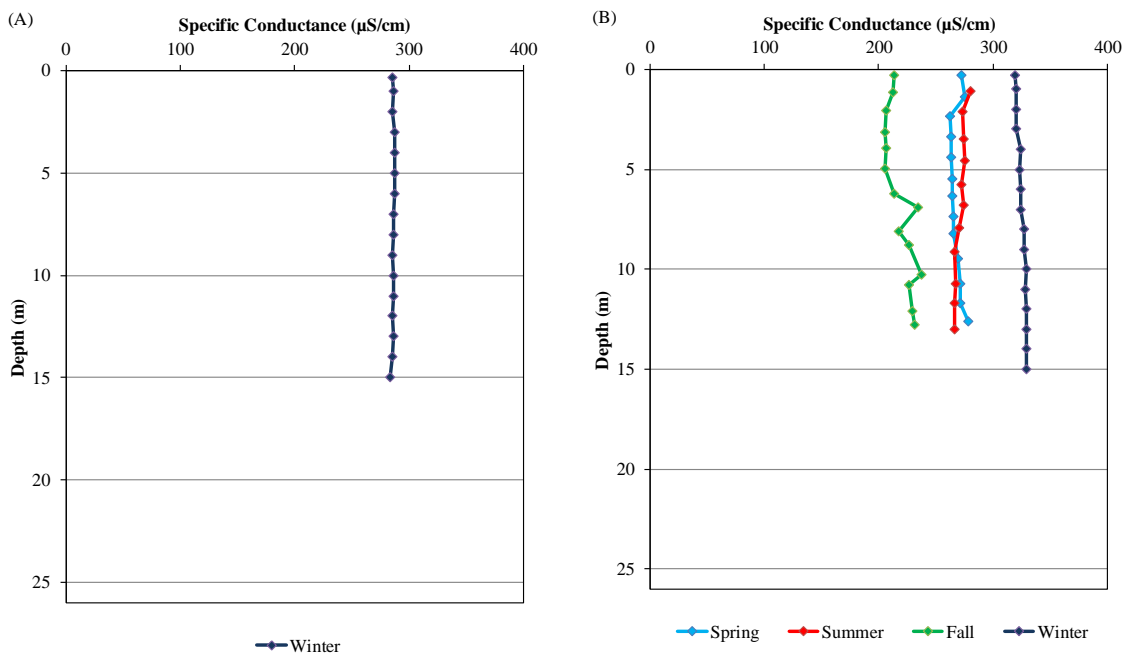 (A)
Specific Conductance (µS/cm)
0 100 200 300 400
0
5
10
15
20
25
Depth (m)
Winter
(B)
Specific Conductance (µS/cm)
0 100 200 300 400
0
5
10
15
20
25
Depth (m)
Spring Summer Fall Winter